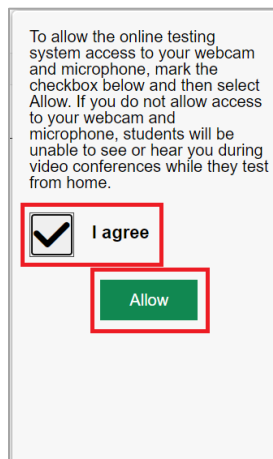 To allow the online testing
system access to your webcam
and microphone, mark the
checkbox below and then select
Allow. If you do not allow access
to your webcam and
microphone, students will be
unable to see or hear you during
video conferences while they test
from home.
I agree
Allow